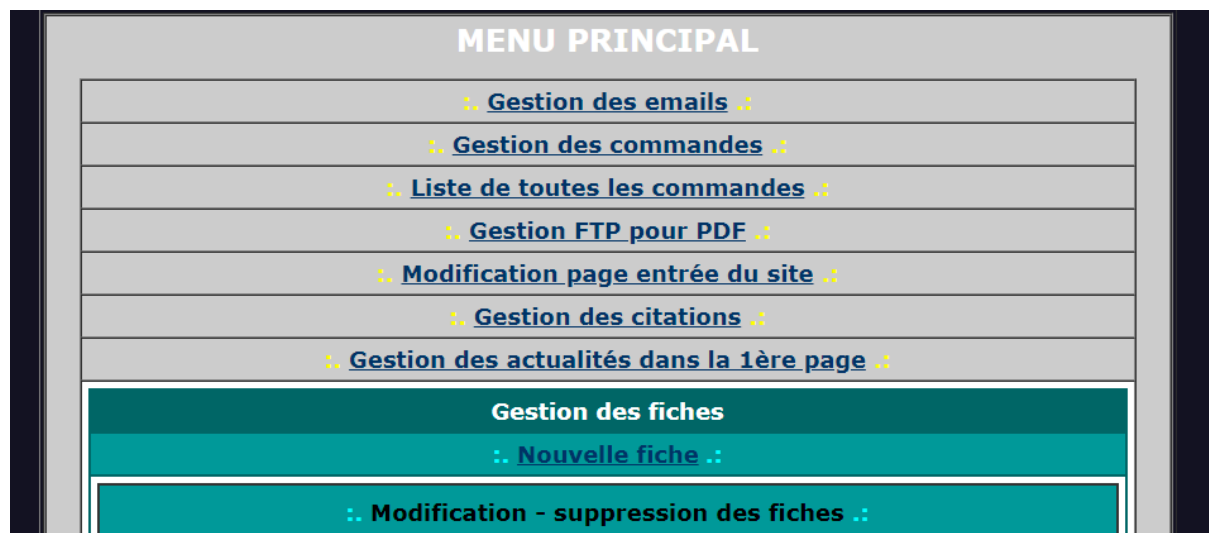 MENU PRINCIPAL
:. Gestion des emails .:
:. Gestion des commandes .:
:. Liste de toutes les commandes .:
:. Gestion FTP pour PDF .:
:. Modification page entrée du site .:
:. Gestion des citations .:
:. Gestion des actualités dans la 1ère page .:
Gestion des fiches
:. Nouvelle fiche .:
:. Modification - suppression des fiches .: